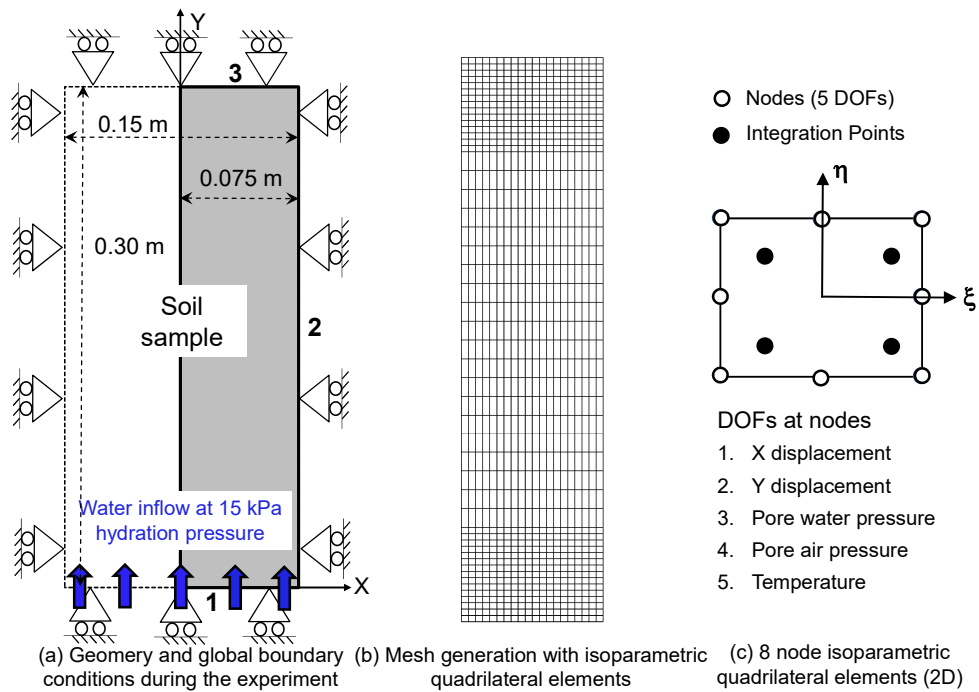 Y
3
0.15 m
0.075 m
0.30 m
Soil
sample
2
Water inflow at 15 kPa
hydration pressure
X
1
(a) Geomery and global boundary
conditions during the experiment
(b) Mesh generation with isoparametric
quadrilateral elements
Nodes (5 DOFs)
Integration Points
η
ξ
DOFs at nodes
1. X displacement
2. Y displacement
3. Pore water pressure
4. Pore air pressure
5. Temperature
(c) 8 node isoparametric
quadrilateral elements (2D)